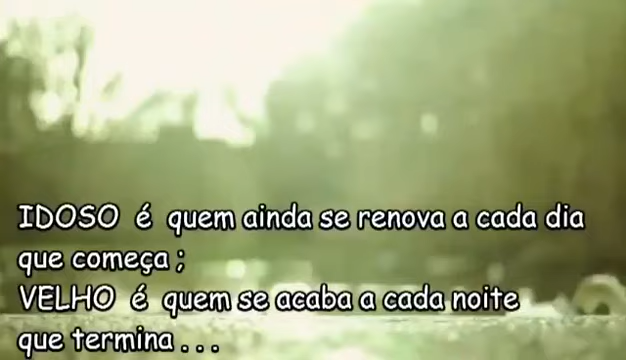 IDOSO é quem ainda se renova a cada dia
que começa ;
VELHO é quem se acaba a cada noite
que termina . . .